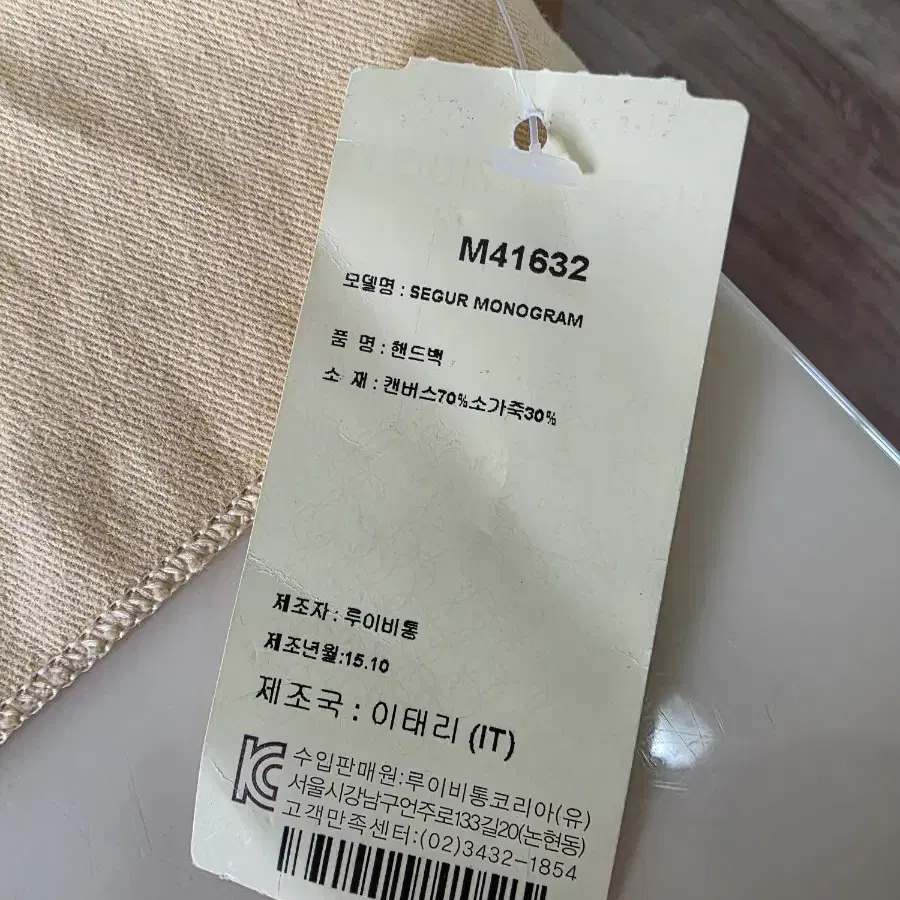 M41632
모델명 : SEGUR MONOGRAM
품 명 : 핸드백
소 재 : 캔버스70%소가죽30%
제조자 : 루이비통
제조년월:15.10
제조국 : 이태리 (IT)
수입판매원:루이비통코리아(유)
서울시강남구언주로133길20(논현동)
고객만족센터:(02)3432-1854